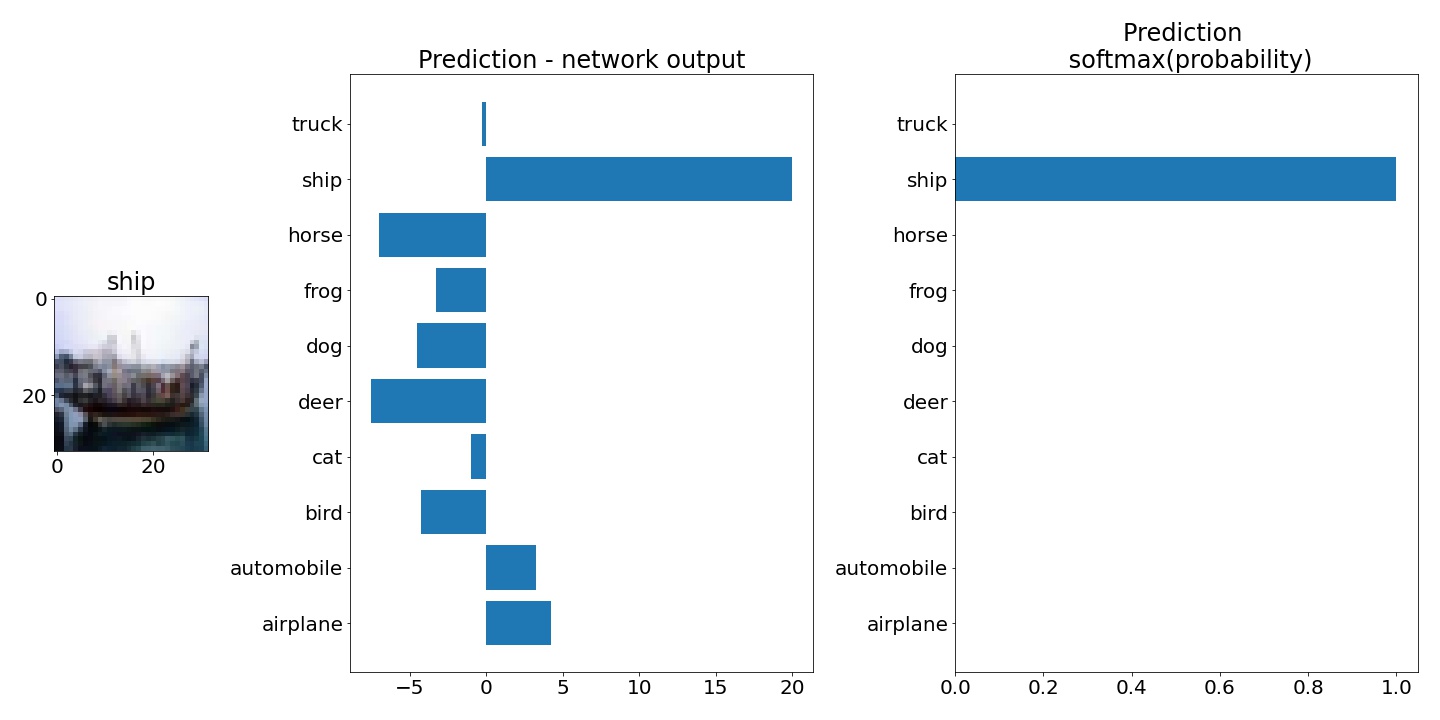 ship
0
20
0 20
Prediction - network output
truck
ship
horse
frog
dog
deer
cat
bird
automobile
airplane
−5 0 5 10 15 20
Prediction
softmax(probability)
truck
ship
horse
frog
dog
deer
cat
bird
automobile
airplane
0.0 0.2 0.4 0.6 0.8 1.0